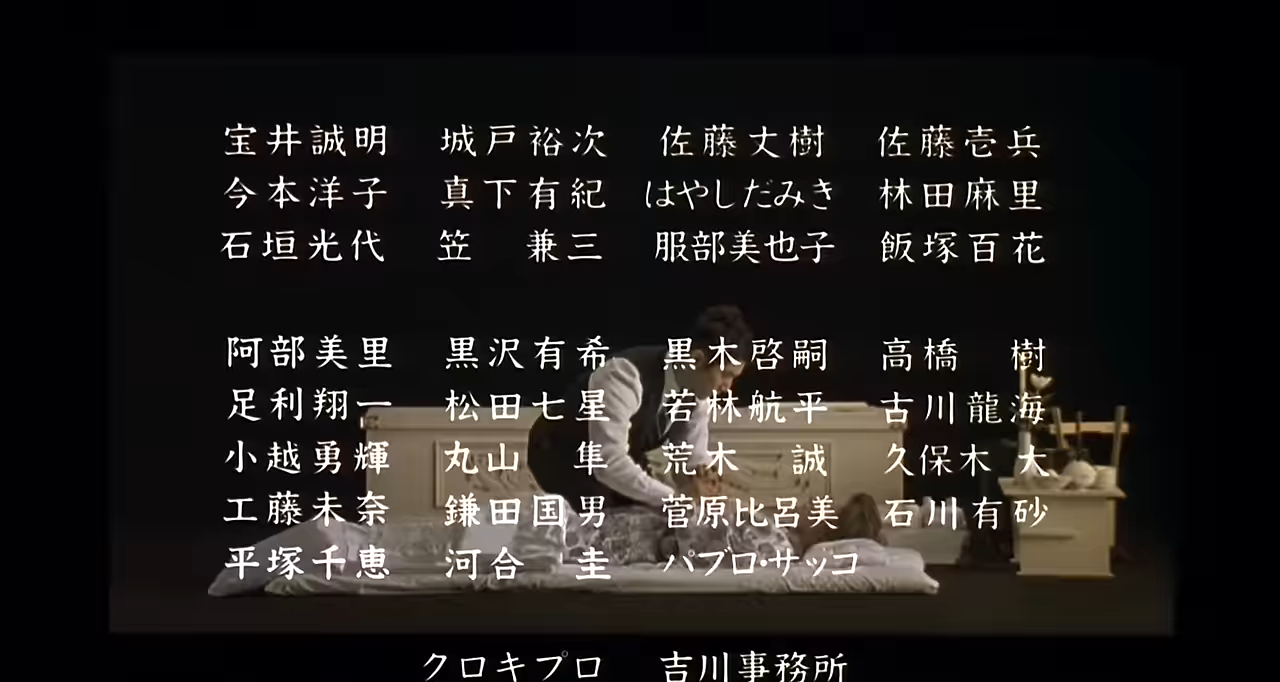 宝井誠明 城戸裕次 佐藤丈樹 佐藤壱兵
今本洋子 真下有紀 はやしだみき 林田麻里
石垣光代 笠 兼三 服部美也子 飯塚百花
阿部美里 黒沢有希 黒木啓嗣 高橋 樹
足利翔一 松田七星 若林航平 古川龍海
小越勇輝 丸山 隼 荒木 誠 久保木 大
工藤未奈 鎌田国男 菅原比呂美 石川有砂
平塚千恵 河合 圭 パブロ・サッコ
クロキプロ 吉川事務所